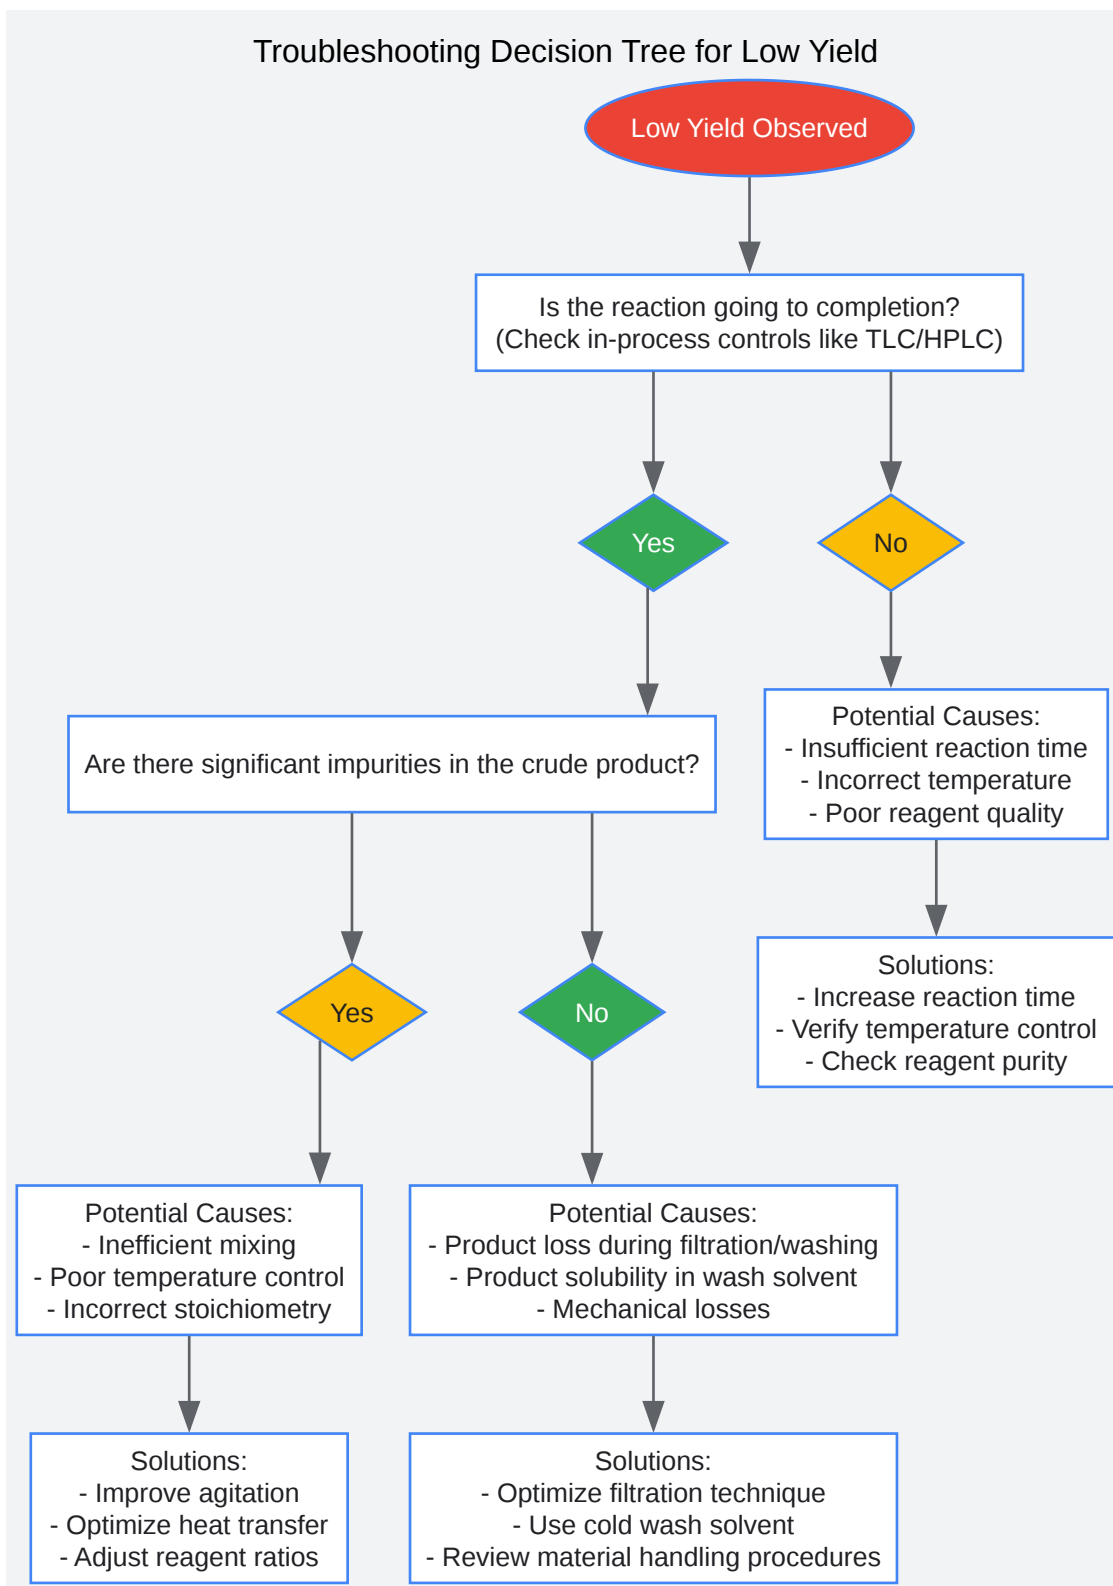 Troubleshooting Decision Tree for Low Yield
Low Yield Observed
Is the reaction going to completion?
(Check in-process controls like TLC/HPLC)
Yes
No
Potential Causes:
- Insufficient reaction time
- Incorrect temperature
- Poor reagent quality
Are there significant impurities in the crude product?
Solutions:
- Increase reaction time
- Verify temperature control
- Check reagent purity
Yes
No
Potential Causes:
- Inefficient mixing
- Poor temperature control
- Incorrect stoichiometry
Potential Causes:
- Product loss during filtration/washing
- Product solubility in wash solvent
- Mechanical losses
Solutions:
- Improve agitation
- Optimize heat transfer
- Adjust reagent ratios
Solutions:
- Optimize filtration technique
- Use cold wash solvent
- Review material handling procedures